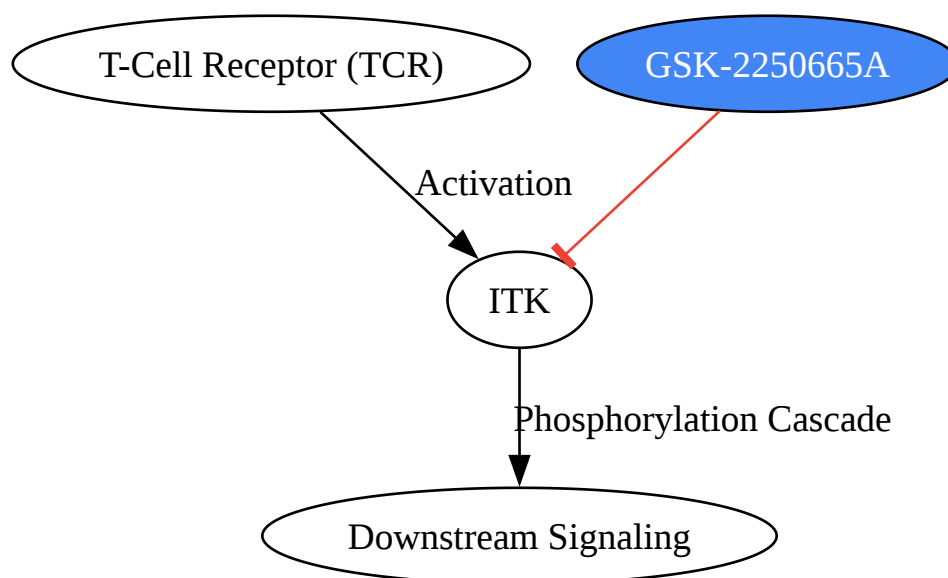 T-Cell Receptor (TCR)
GSK-2250665A
Activation
ITK
Phosphorylation Cascade
Downstream Signaling